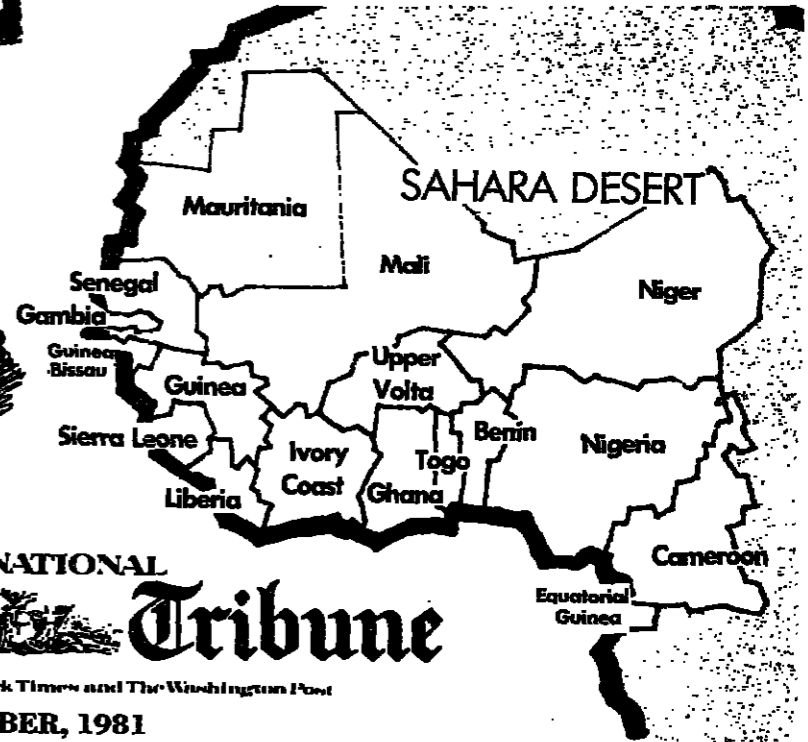 SAHARA DESERT
Mauritania
Mali
Niger
Senegal
Gambia
Guinea
-Bissau
Guinea
Upper
Volta
Sierra Leone
Ivory
Coast
Togo
Benin
Nigeria
Liberia
Ghana
Cameroon
Equatorial
Guinea
NATIONAL
Tribune
k Times and The Washington Post
BER, 1981